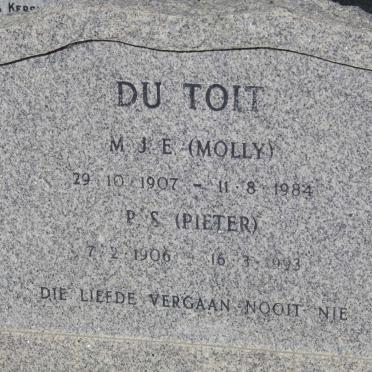 DU TOIT
M J E (MOLLY)
29 10 1907 - 11 8 1984
P S (PIETER)
7 2 1906 - 16 3 1993
DIE LIEFDE VERGAAN NOOIT NIE